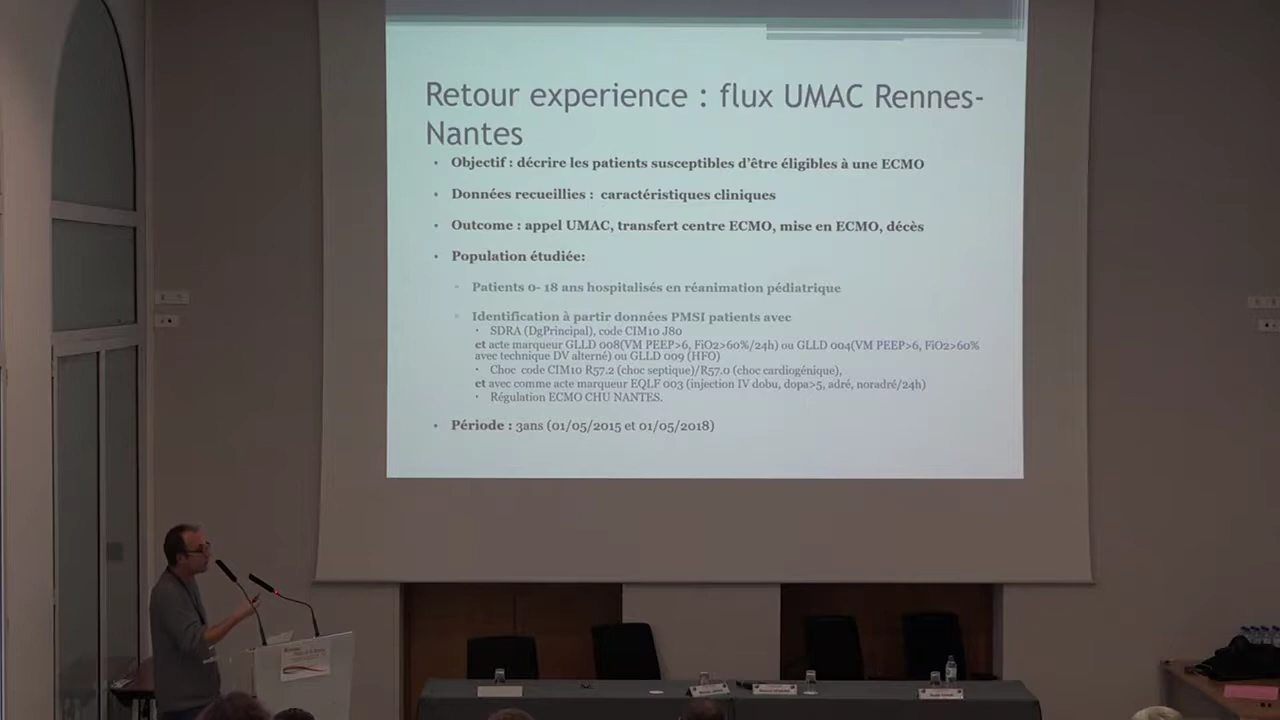 Retour experience : flux UMAC Rennes-
Nantes
• Objectif : décrire les patients susceptibles d'être éligibles à une ECMO
• Données recueillies : caractéristiques cliniques
• Outcome : appel UMAC, transfert centre ECMO, mise en ECMO, décès
• Population étudiée:
▫ Patients 0- 18 ans hospitalisés en réanimation pédiatrique
▫ Identification à partir données PMSI patients avec
• SDRA (DgPrincipal), code CIM10 J80
et acte marqueur GLLD 008(VM PEEP>6, FiO2>60%/24h) ou GLLD 004(VM PEEP>6, FiO2>60%
avec technique DV alterné) ou GLLD 009 (HFO)
• Choc code CIM10 R57.2 (choc septique)/R57.0 (choc cardiogénique),
et avec comme acte marqueur EQLF 003 (injection IV dobu, dopa>5, adré, noradré/24h)
• Régulation ECMO CHU NANTES.
• Période : 3ans (01/05/2015 et 01/05/2018)